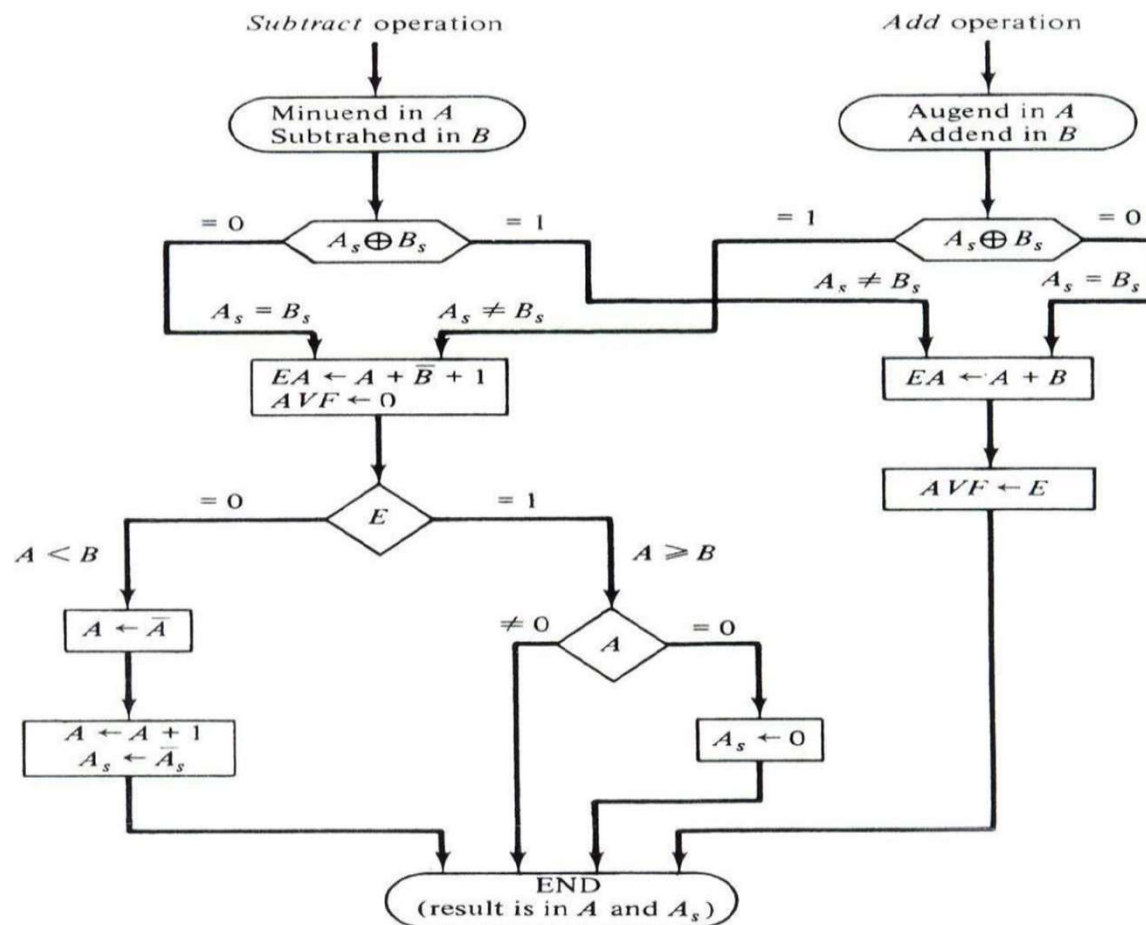 Subtract operation
Add operation
Minuend in A
Subtrahend in B
Augend in A
Addend in B
= 0
A_s ⊕ B_s
= 1
= 1
A_s ⊕ B_s
= 0
A_s = B_s
A_s ≠ B_s
A_s ≠ B_s
A_s = B_s
EA ← A + B̅ + 1
AVF ← 0
EA ← A + B
AVF ← E
= 0
E
= 1
A < B
A ≥ B
A ← A̅
≠ 0
A
= 0
A ← A + 1
A_s ← A̅_s
A_s ← 0
END
(result is in A and A_s)